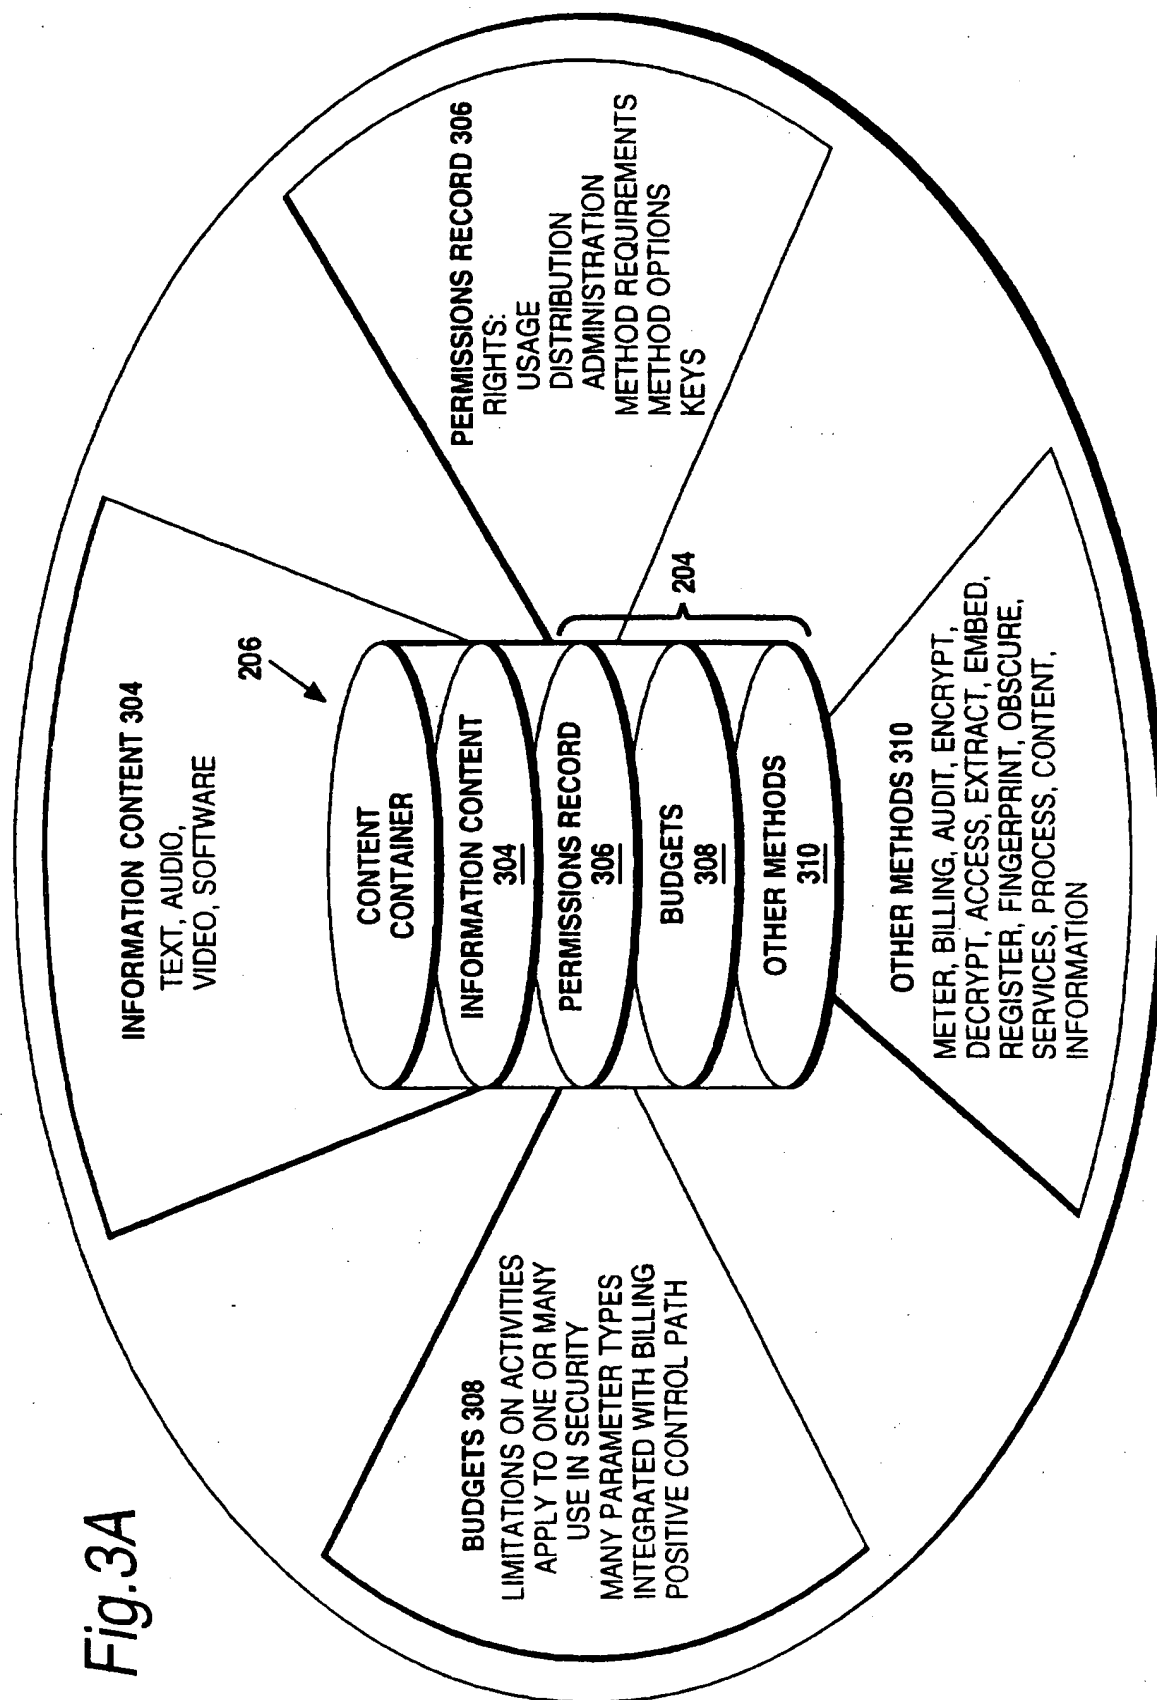 Fig.3A
INFORMATION CONTENT 304
TEXT, AUDIO,
VIDEO, SOFTWARE
206
CONTENT
CONTAINER
INFORMATION CONTENT
304
PERMISSIONS RECORD
306
BUDGETS
308
OTHER METHODS
310
204
BUDGETS 308
LIMITATIONS ON ACTIVITIES
APPLY TO ONE OR MANY
USE IN SECURITY
MANY PARAMETER TYPES
INTEGRATED WITH BILLING
POSITIVE CONTROL PATH
PERMISSIONS RECORD 306
RIGHTS:
USAGE
DISTRIBUTION
ADMINISTRATION
METHOD REQUIREMENTS
METHOD OPTIONS
KEYS
OTHER METHODS 310
METER, BILLING, AUDIT, ENCRYPT,
DECRYPT, ACCESS, EXTRACT, EMBED,
REGISTER, FINGERPRINT, OBSCURE,
SERVICES, PROCESS, CONTENT,
INFORMATION